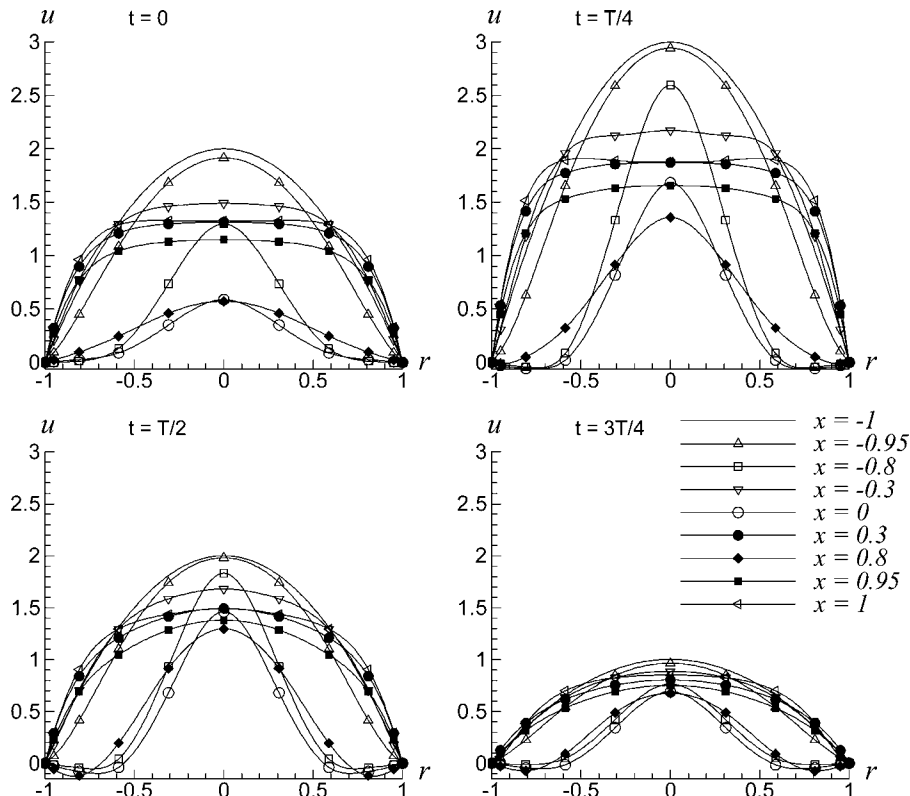 u t = 0
3
2.5
2
1.5
1
0.5
0
-1 -0.5 0 0.5 1 r
u t = T/4
3
2.5
2
1.5
1
0.5
0
-1 -0.5 0 0.5 1 r
u t = T/2
3
2.5
2
1.5
1
0.5
0
-1 -0.5 0 0.5 1 r
u t = 3T/4
3
2.5
2
1.5
1
0.5
0
-1 -0.5 0 0.5 1 r
x = -1
x = -0.95
x = -0.8
x = -0.3
x = 0
x = 0.3
x = 0.8
x = 0.95
x = 1